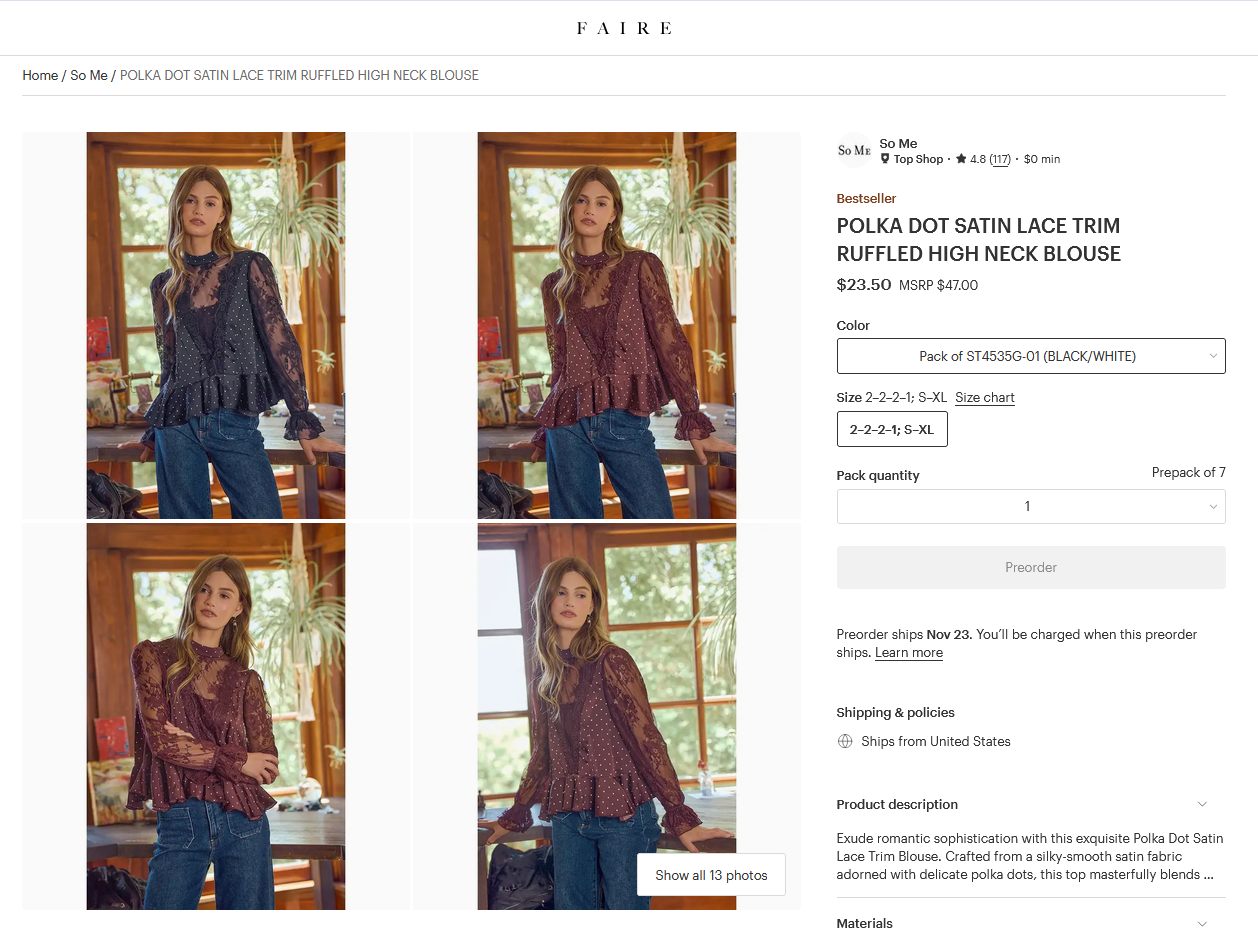 FAIRE
Home / So Me / POLKA DOT SATIN LACE TRIM RUFFLED HIGH NECK BLOUSE
So Me
So Me
Top Shop · ★ 4.8 (117) · $0 min
Bestseller
POLKA DOT SATIN LACE TRIM
RUFFLED HIGH NECK BLOUSE
$23.50 MSRP $47.00
Color
Pack of ST4535G-01 (BLACK/WHITE)
Size 2–2–2–1; S–XL Size chart
2–2–2–1; S–XL
Pack quantity Prepack of 7
1
Preorder
Preorder ships Nov 23. You’ll be charged when this preorder
ships. Learn more
Shipping & policies
Ships from United States
Product description
Exude romantic sophistication with this exquisite Polka Dot Satin
Lace Trim Blouse. Crafted from a silky-smooth satin fabric
adorned with delicate polka dots, this top masterfully blends ...
Materials
Show all 13 photos